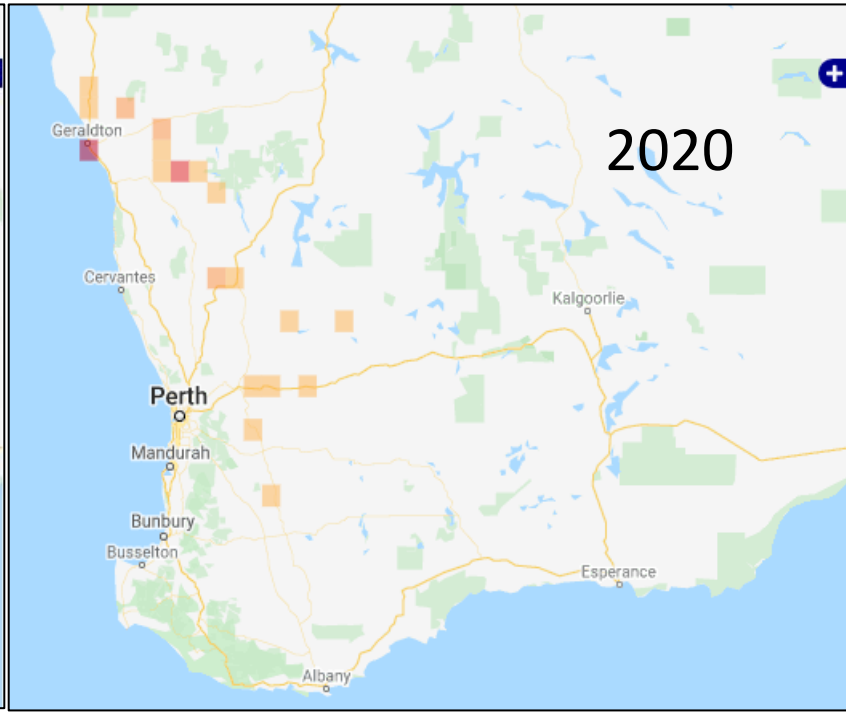 2020
Geraldton
Cervantes
Kalgoorlie
Perth
Mandurah
Bunbury
Busselton
Esperance
Albany